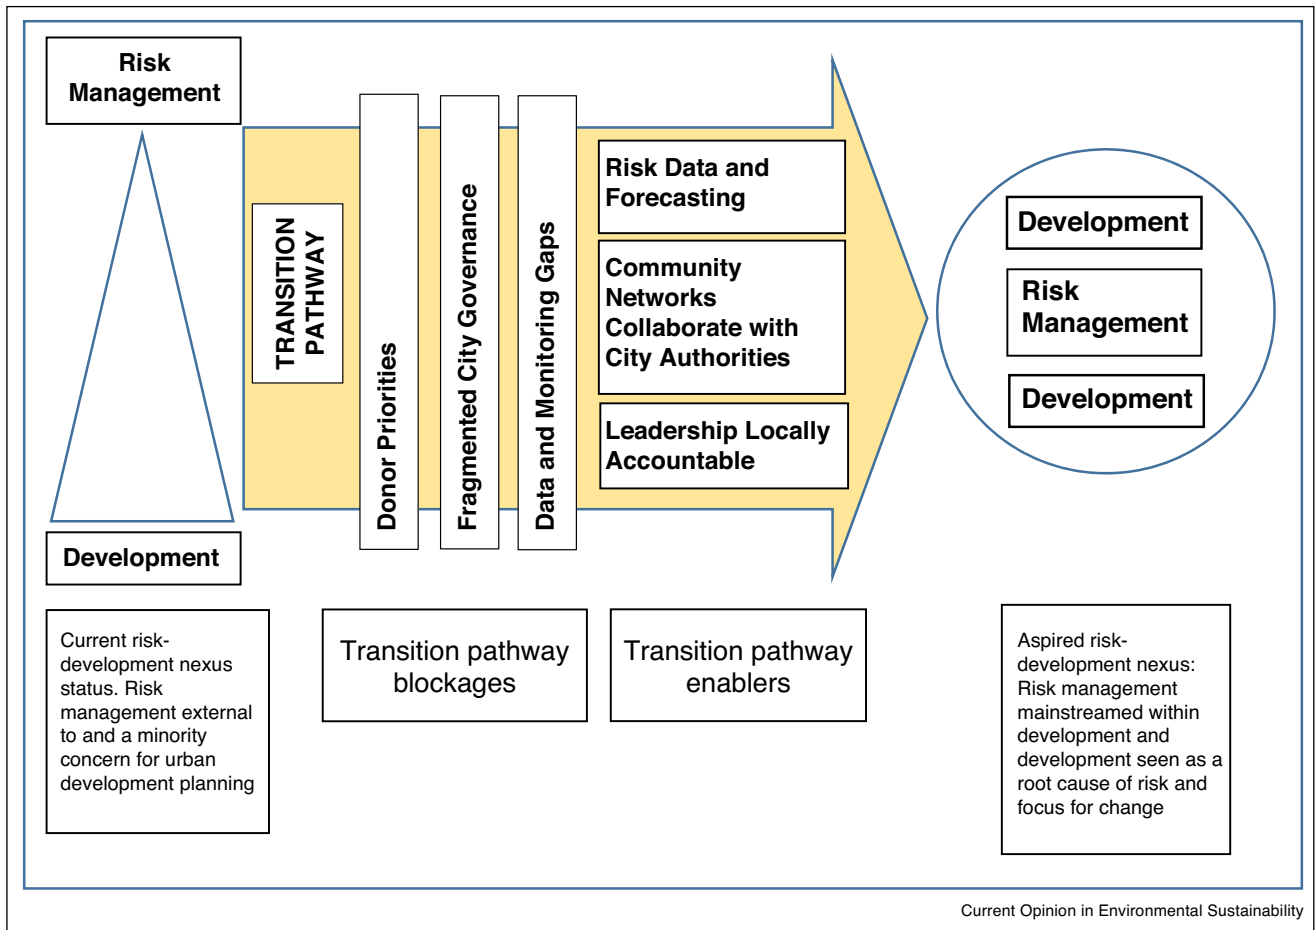 Risk
Management
Development
TRANSITION
PATHWAY
Donor Priorities
Fragmented City Governance
Data and Monitoring Gaps
Risk Data and
Forecasting
Community
Networks
Collaborate with
City Authorities
Leadership Locally
Accountable
Development
Risk
Management
Development
Current risk-
development nexus
status. Risk
management external
to and a minority
concern for urban
development planning
Transition pathway
blockages
Transition pathway
enablers
Aspired risk-
development nexus:
Risk management
mainstreamed within
development and
development seen as a
root cause of risk and
focus for change
Current Opinion in Environmental Sustainability